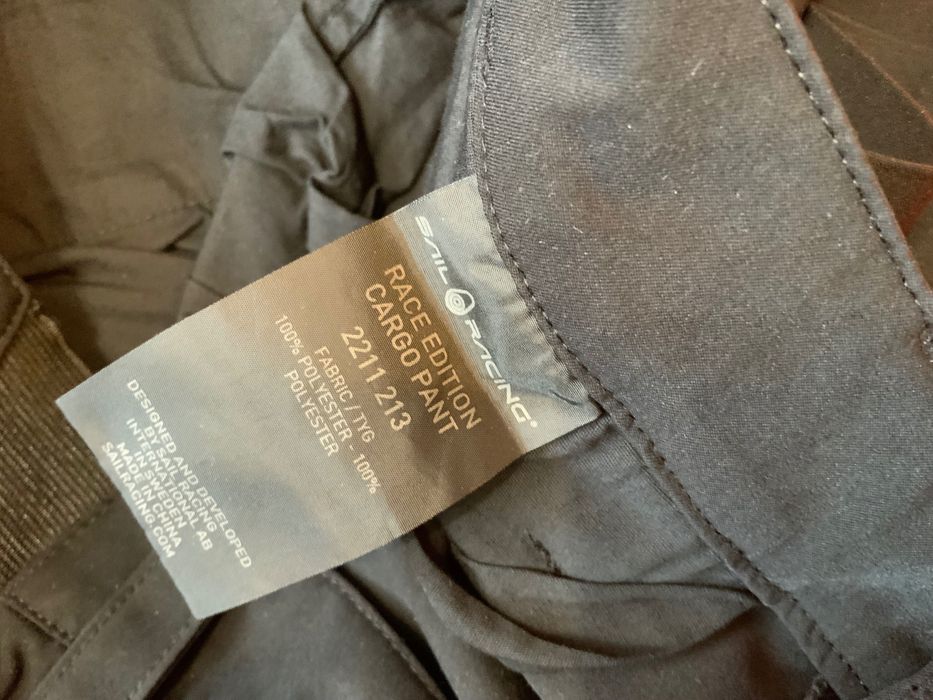 SAIL RACING®
RACE EDITION
CARGO PANT
2211 213
FABRIC / TYG
100% POLYESTER - 100%
POLYESTER
DESIGNED AND DEVELOPED
BY SAIL RACING
INTERNATIONAL AB
IN SWEDEN
MADE IN CHINA
SAILRACING.COM